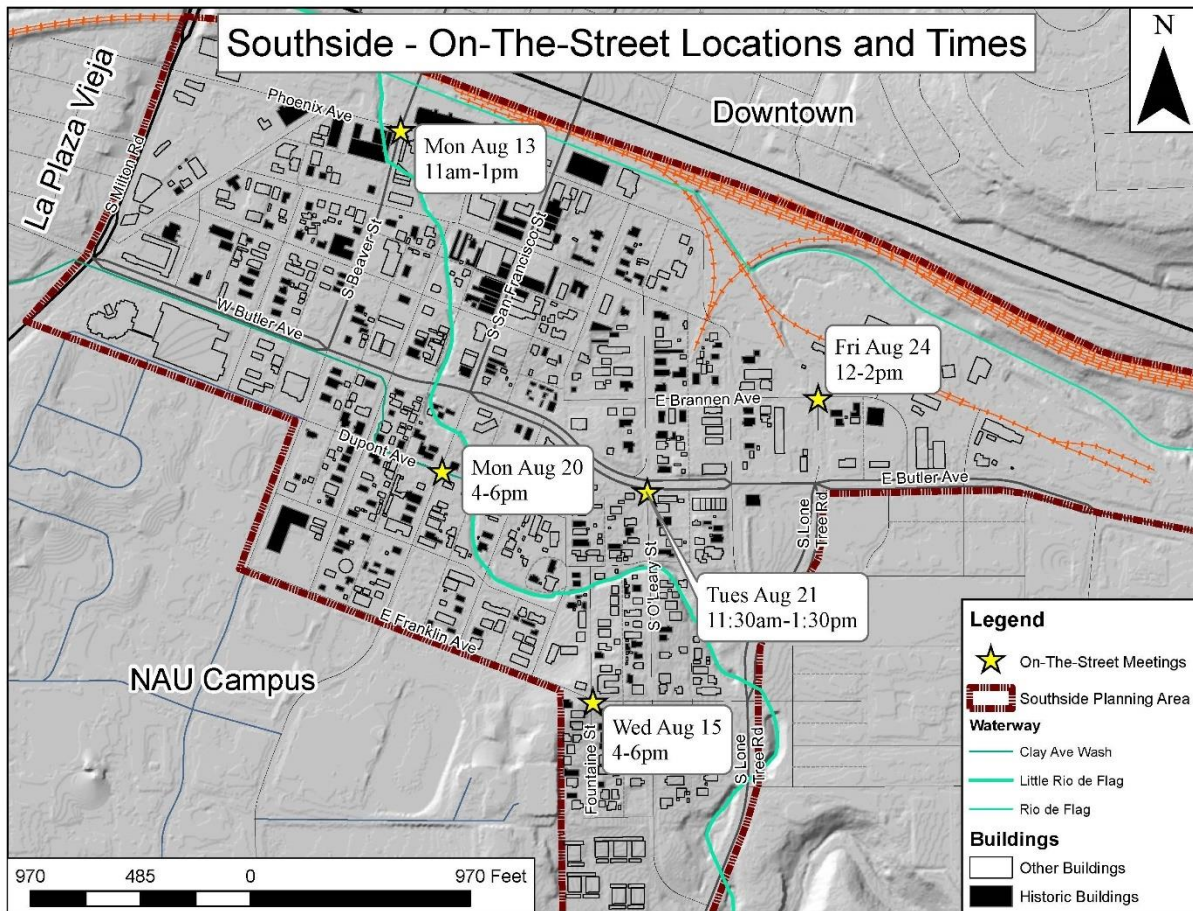 Southside - On-The-Street Locations and Times
N
La Plaza Vieja
Downtown
Phoenix Ave
S Milton Rd
Mon Aug 13
11am-1pm
S Beaver St
S San Francisco St
W Butler Ave
Fri Aug 24
12-2pm
E Brannen Ave
Dupont Ave
Mon Aug 20
4-6pm
E Butler Ave
S Lone
Tree Rd
S O'Leary St
Tues Aug 21
11:30am-1:30pm
E Franklin Ave
NAU Campus
Wed Aug 15
4-6pm
Fountaine St
S Lone
Tree Rd
Legend
On-The-Street Meetings
Southside Planning Area
Waterway
Clay Ave Wash
Little Rio de Flag
Rio de Flag
Buildings
Other Buildings
Historic Buildings
970 485 0 970 Feet